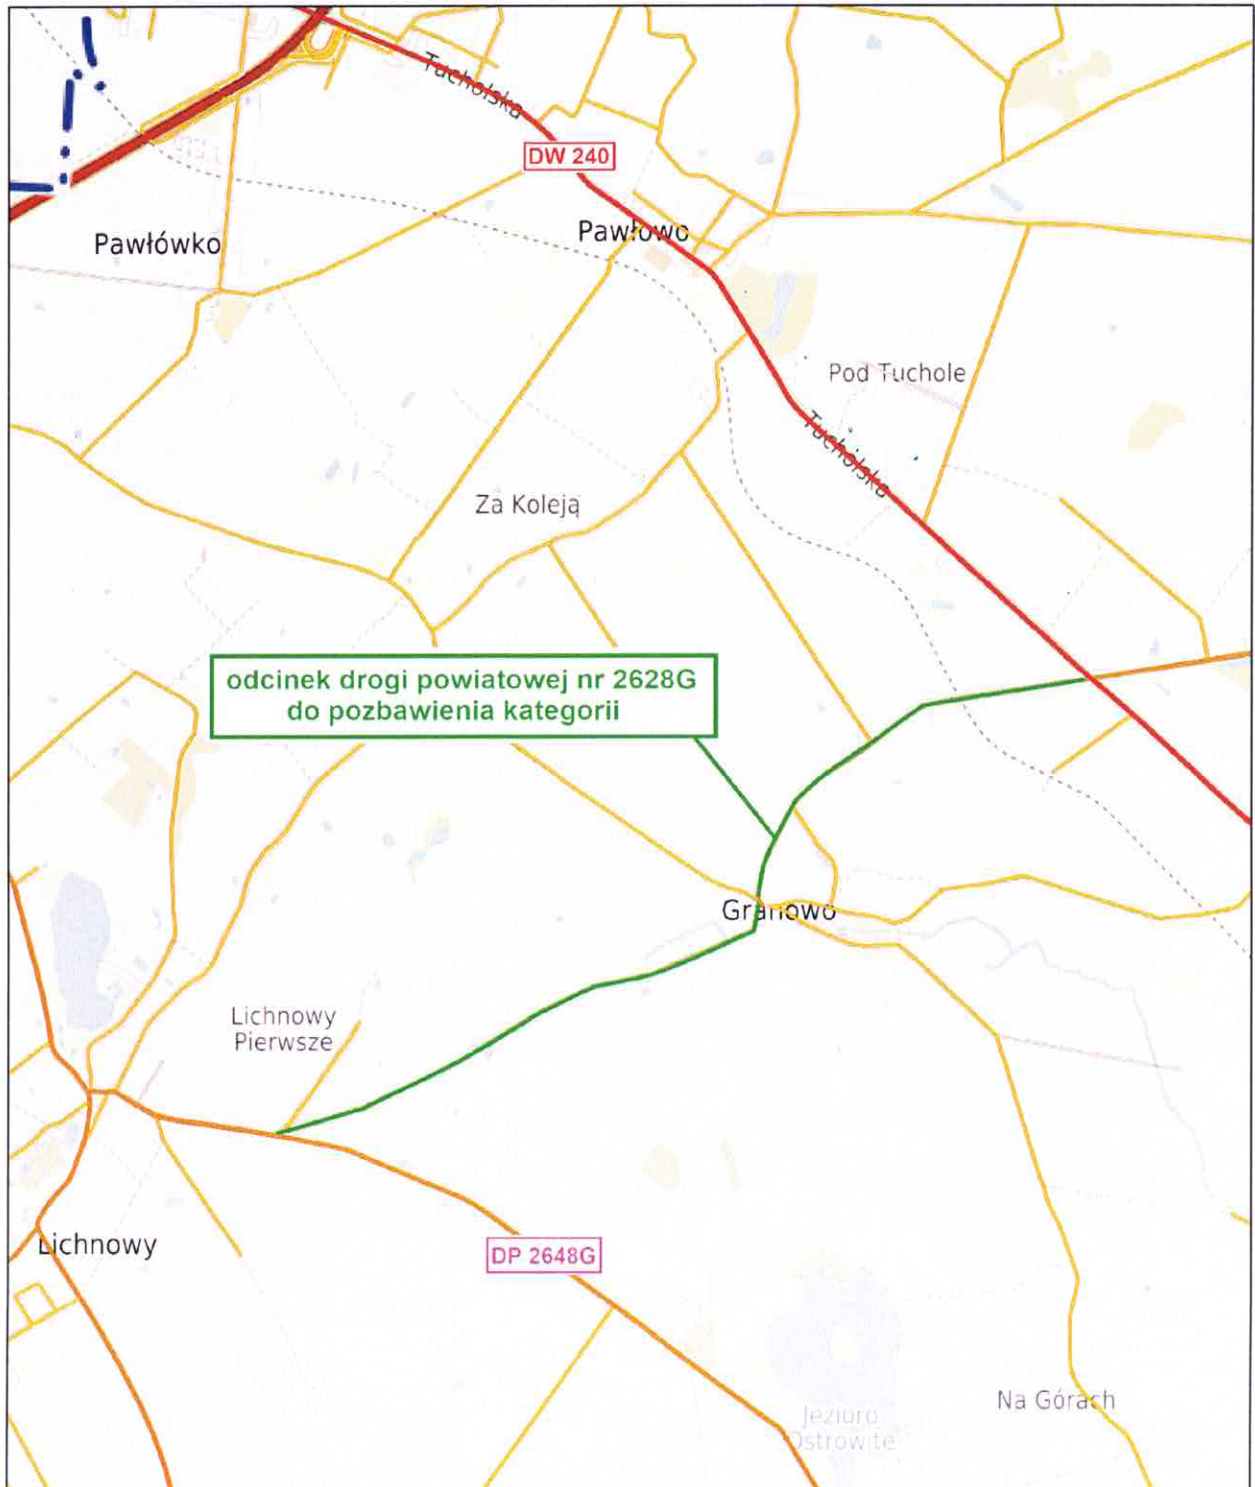 Tucholska
DW 240
Pawłówko
Pawłowo
Pod Tuchole
Tucholska
Za Koleją
odcinek drogi powiatowej nr 2628G
do pozbawienia kategorii
Granowo
Lichnowy
Pierwsze
Lichnowy
DP 2648G
Na Górach
Jezioro
Ostrowite